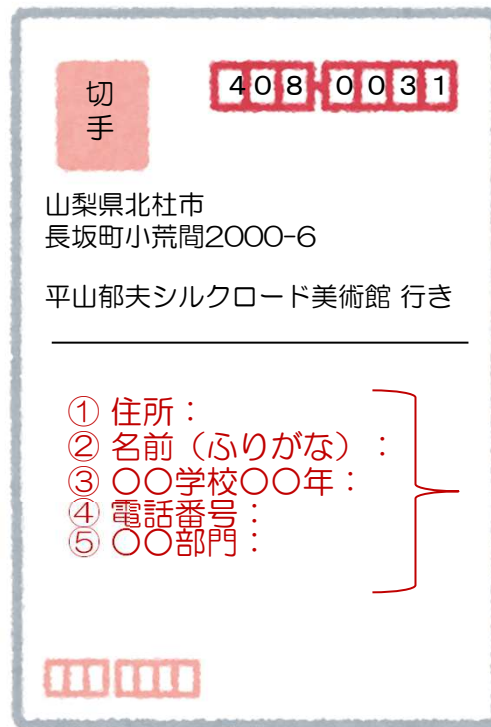 切
手
408-0031
山梨県北杜市
長坂町小荒間2000-6
平山郁夫シルクロード美術館 行き
① 住所：
② 名前（ふりがな）：
③ 〇〇学校〇〇年：
④ 電話番号：
⑤ 〇〇部門：